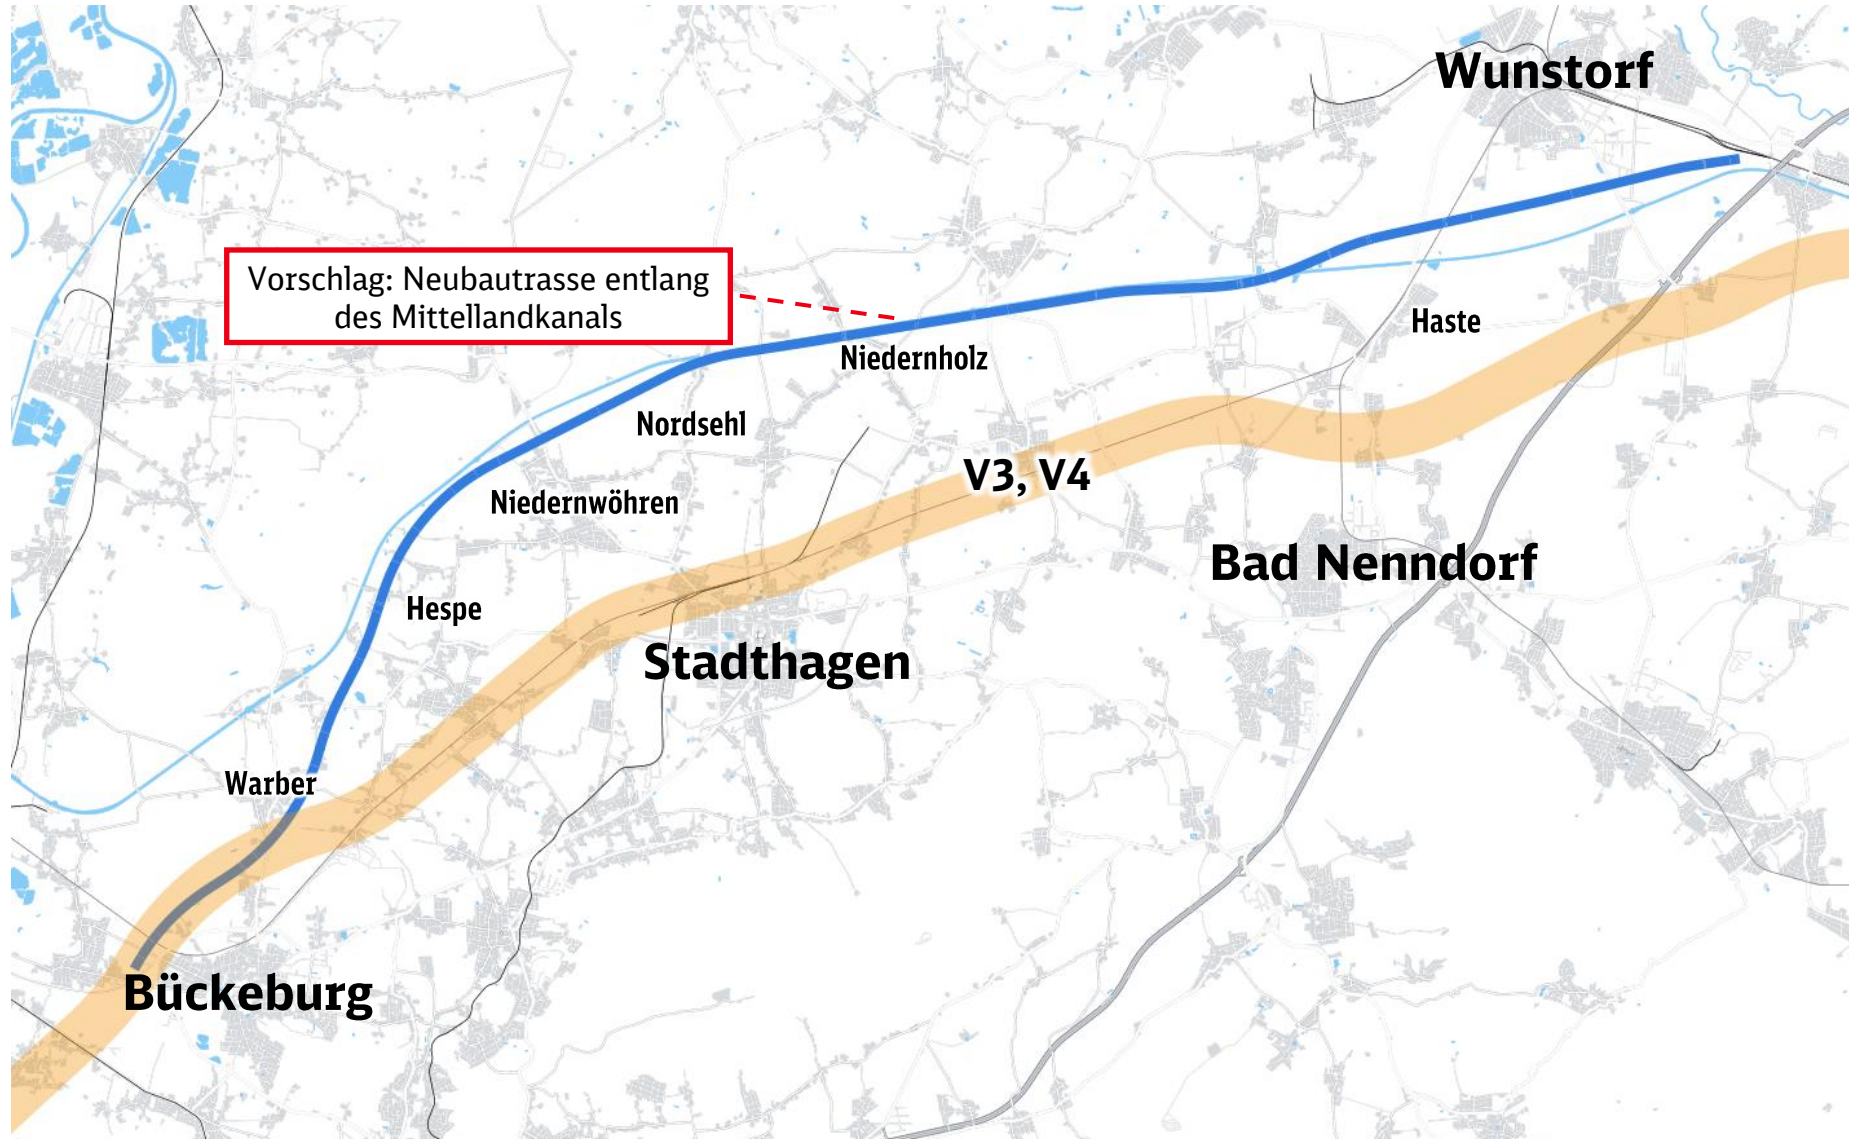 Wunstorf
Vorschlag: Neubautrasse entlang
des Mittellandkanals
Haste
Niedernholz
Nordsehl
V3, V4
Niedernwöhren
Bad Nenndorf
Hespe
Stadthagen
Warber
Bückeburg